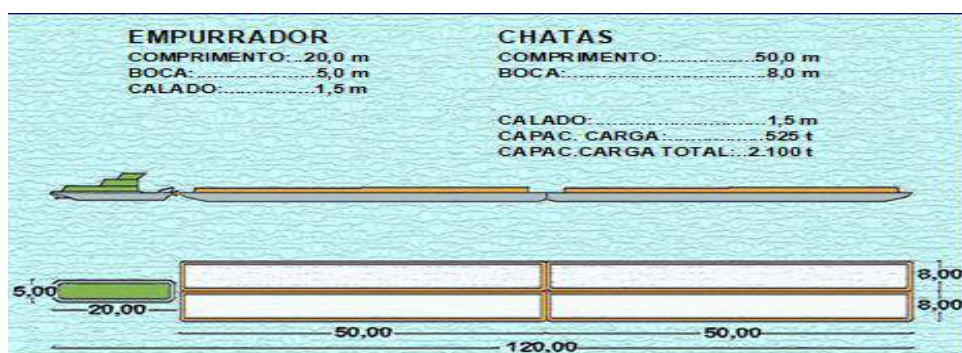 EMPURRADOR
COMPRIMENTO:..20,0 m
BOCA:................5,0 m
CALADO:...............1,5 m
CHATAS
COMPRIMENTO:...............50,0 m
BOCA:...............................8,0 m
CALADO:............................1,5 m
CAPAC. CARGA:................525 t
CAPAC.CARGA TOTAL:..2.100 t
5,00
20,00
8,00
8,00
50,00
50,00
120,00